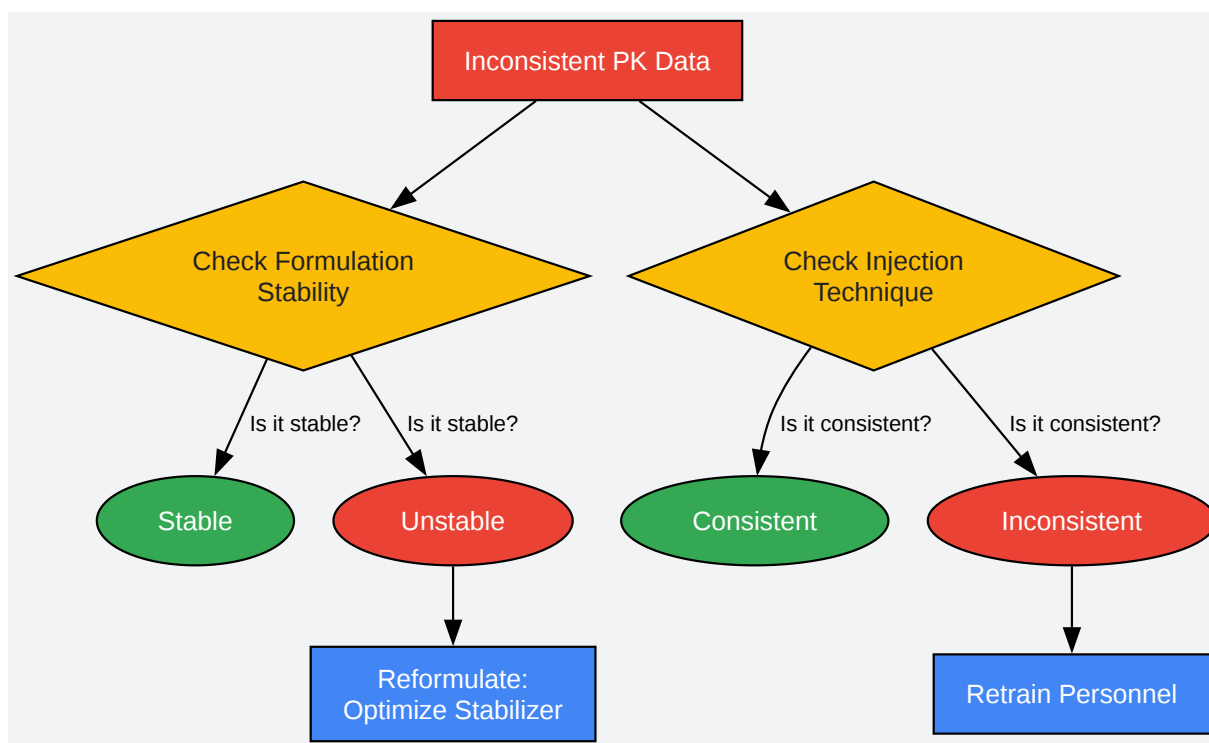 Inconsistent PK Data
Check Formulation
Stability
Check Injection
Technique
Is it stable?
Is it stable?
Is it consistent?
Is it consistent?
Stable
Unstable
Consistent
Inconsistent
Reformulate:
Optimize Stabilizer
Retrain Personnel